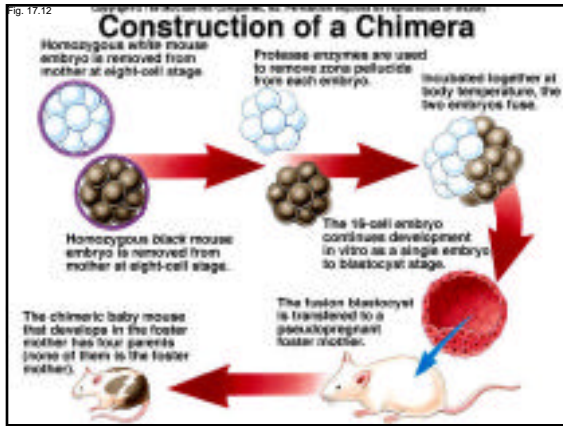 Fig. 17.12
Construction of a Chimera
Homozygous white mouse
embryo is removed from
mother at eight-cell stage.
Protease enzymes are used
to remove zona pellucida
from each embryo.
Incubated together at
body temperature, the
two embryos fuse.
Homozygous black mouse
embryo is removed from
mother at eight-cell stage.
The 16-cell embryo
continues development
in vitro as a single embryo
to blastocyst stage.
The fusion blastocyst
is transfered to a
pseudopregnant
foster mother.
The chimeric baby mouse
that develops in the foster
mother has four parents
(none of them is the foster
mother).